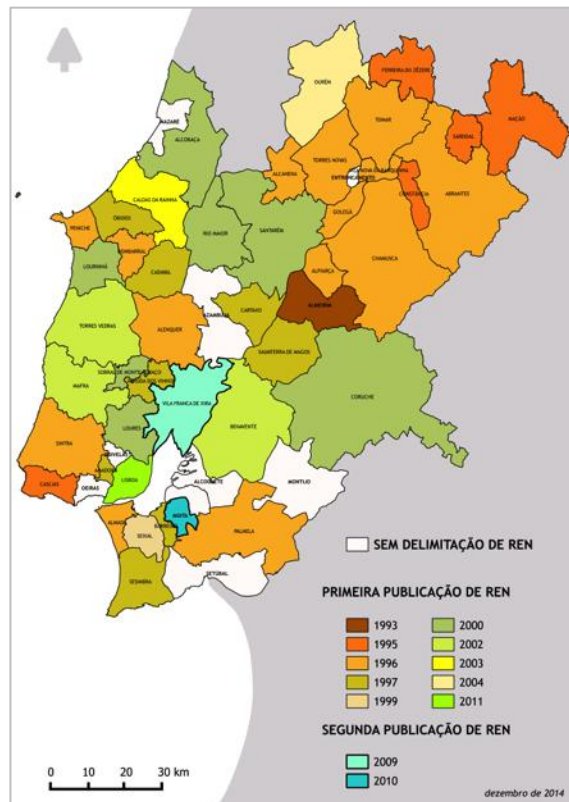 OURÉM
FERREIRA DO ZÊZERE
TOMAR
MAÇÃO
SARDOAL
NAZARÉ
ALCOBAÇA
TORRES NOVAS
ALCANENA
ENTRONCAMENTO
CONSTÂNCIA
ABRANTES
CALDAS DA RAINHA
GOLEGÃ
ÓBIDOS
PENICHE
RIO MAIOR
SANTARÉM
BOMBARRAL
CHAMUSCA
LOURINHÃ
CADAVAL
ALPIARÇA
ALMEIRIM
AZAMBUJA
CARTAXO
TORRES VEDRAS
ALENQUER
SALVATERRA DE MAGOS
SOBRAL DE MONTE AGRAÇO
CORUCHE
MAFRA
VILA FRANCA DE XIRA
BENAVENTE
LOURES
SINTRA
ODIVELAS
AMADORA
CASCAIS
OEIRAS
LISBOA
ALCOCHETE
MONTIJO
MOITA
ALMADA
SEIXAL
PALMELA
SESIMBRA
SETÚBAL
SEM DELIMITAÇÃO DE REN
PRIMEIRA PUBLICAÇÃO DE REN
1993 2000
1995 2002
1996 2003
1997 2004
1999 2011
SEGUNDA PUBLICAÇÃO DE REN
2009
2010
0 10 20 30 km
dezembro de 2014